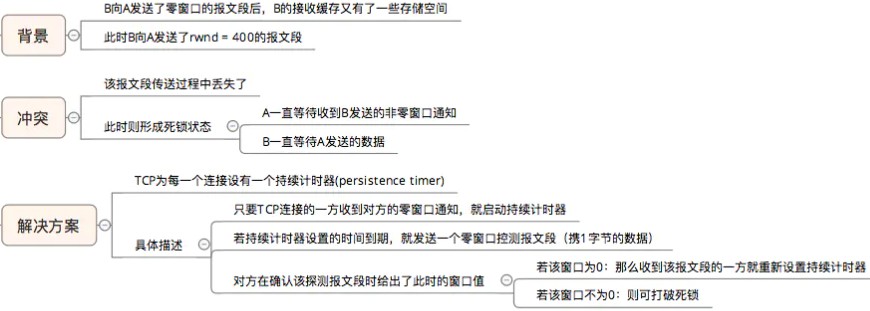 背景
B向A发送了零窗口的报文段后，B的接收缓存又有了一些存储空间
此时B向A发送了rwnd = 400的报文段
冲突
该报文段传送过程中丢失了
此时则形成死锁状态
A一直等待收到B发送的非零窗口通知
B一直等待A发送的数据
解决方案
TCP为每一个连接设有一个持续计时器(persistence timer)
具体描述
只要TCP连接的一方收到对方的零窗口通知，就启动持续计时器
若持续计时器设置的时间到期，就发送一个零窗口控测报文段（携1字节的数据）
对方在确认该探测报文段时给出了此时的窗口值
若该窗口为0：那么收到该报文段的一方就重新设置持续计时器
若该窗口不为0：则可打破死锁